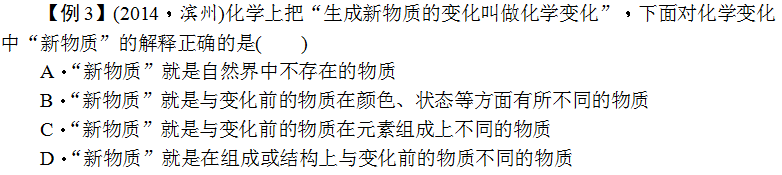 【例3】(2014，滨州)化学上把“生成新物质的变化叫做化学变化”，下面对化学变化
中“新物质”的解释正确的是(　　)
A．“新物质”就是自然界中不存在的物质
B．“新物质”就是与变化前的物质在颜色、状态等方面有所不同的物质
C．“新物质”就是与变化前的物质在元素组成上不同的物质
D．“新物质”就是在组成或结构上与变化前的物质不同的物质